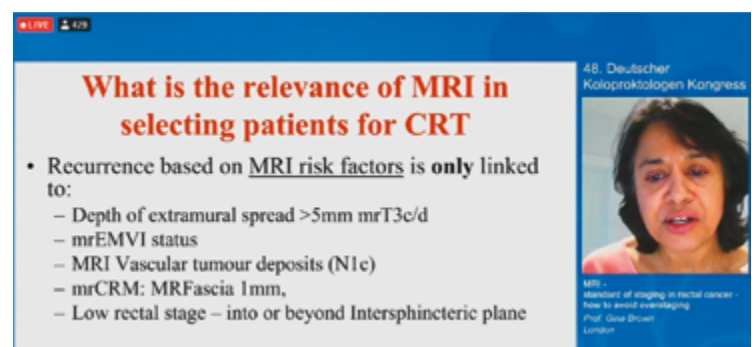 LIVE 429
48. Deutscher
Koloproktologen Kongress
What is the relevance of MRI in
selecting patients for CRT
• Recurrence based on MRI risk factors is only linked
to:
– Depth of extramural spread >5mm mrT3c/d
– mrEMVI status
– MRI Vascular tumour deposits (N1c)
– mrCRM: MRFascia 1mm,
– Low rectal stage – into or beyond Intersphincteric plane
MRI -
standard of staging in rectal cancer -
how to avoid overstaging
Prof. Gina Brown
London